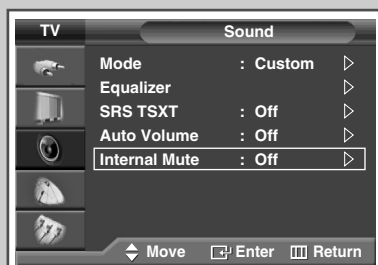 TV Sound
Mode : Custom
Equalizer
SRS TSXT : Off
Auto Volume : Off
Internal Mute : Off
Move Enter Return